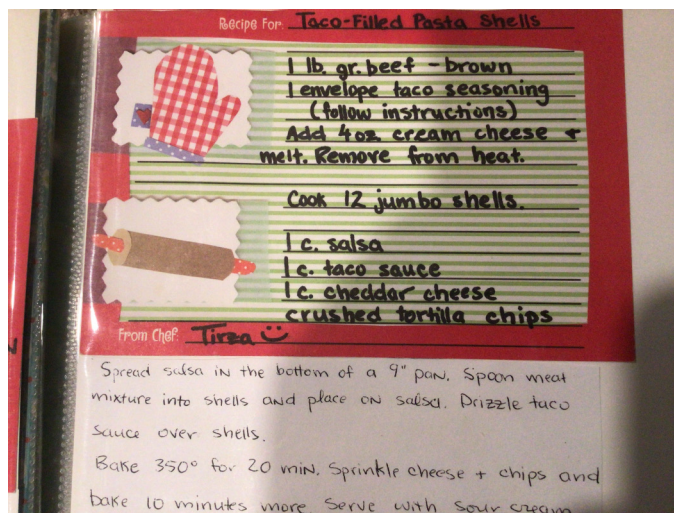 Recipe For: Taco-Filled Pasta Shells
1 lb. gr. beef - brown
1 envelope taco seasoning
(follow instructions)
Add 4oz. cream cheese +
melt. Remove from heat.
Cook 12 jumbo shells.
1 c. salsa
1 c. taco sauce
1 c. cheddar cheese
crushed tortilla chips
From Chef: Tirza
Spread salsa in the bottom of a 9" pan. Spoon meat
mixture into shells and place on salsa. Drizzle taco
sauce over shells.
Bake 350° for 20 min. Sprinkle cheese + chips and
bake 10 minutes more. Serve with sour cream